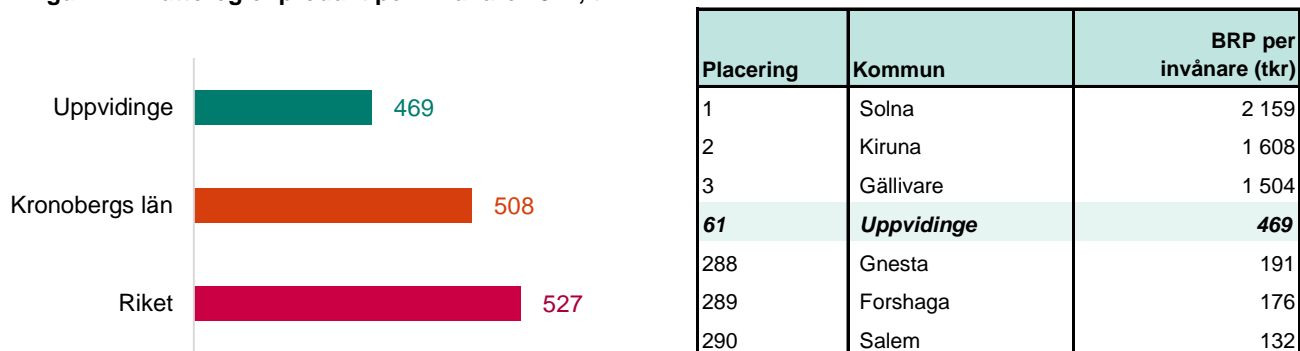 Uppvidinge 469
Kronobergs län 508
Riket 527
Placering Kommun BRP per invånare (tkr)
1 Solna 2 159
2 Kiruna 1 608
3 Gällivare 1 504
61 Uppvidinge 469
288 Gnesta 191
289 Forshaga 176
290 Salem 132